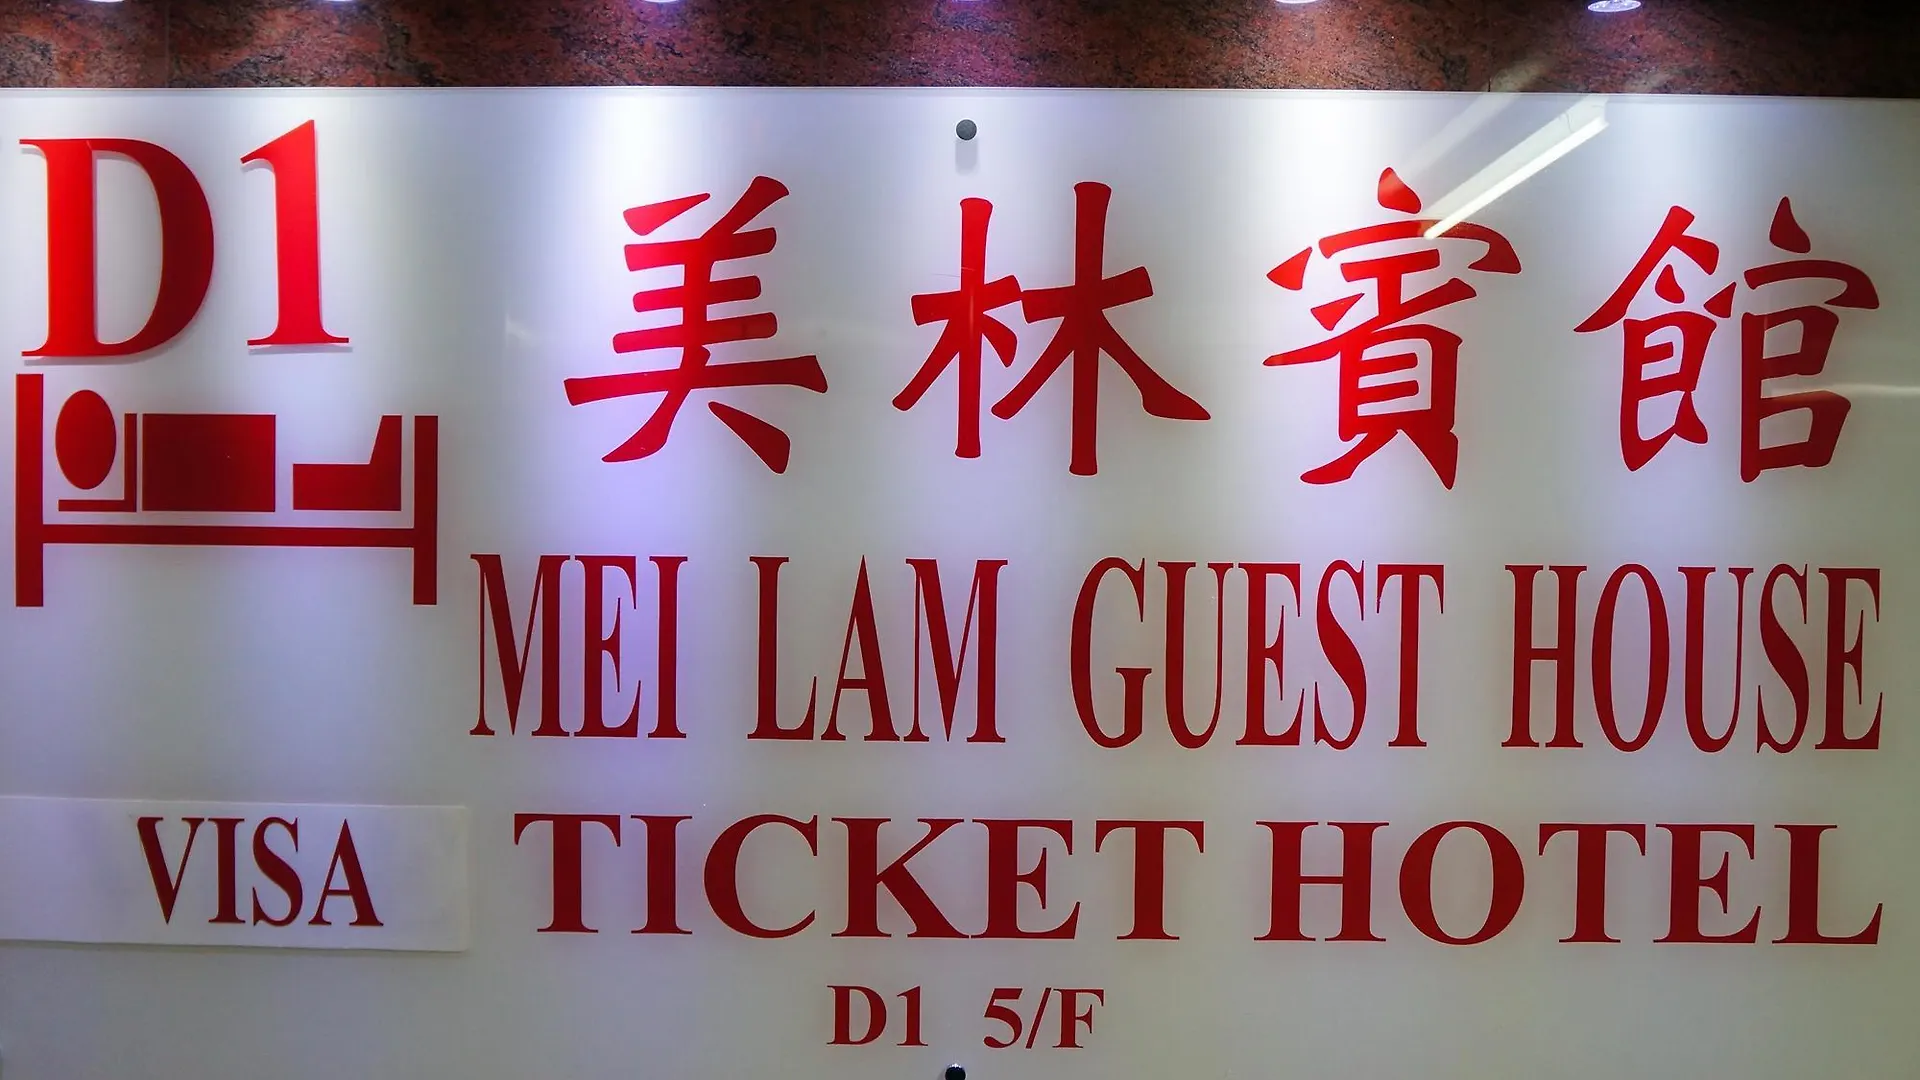 D1
美林賓館
MEI LAM GUEST HOUSE
VISA TICKET HOTEL
D1 5/F